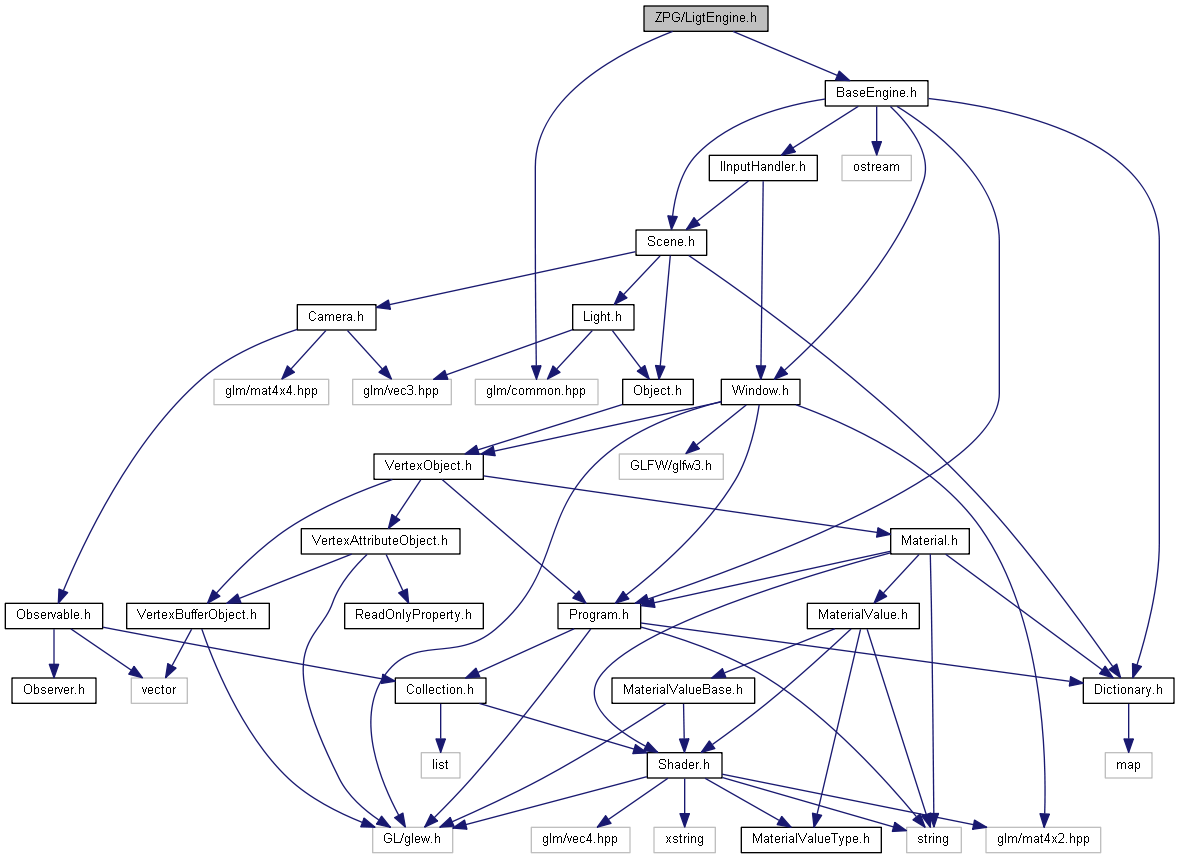 ZPG/LigtEngine.h
BaseEngine.h
IInputHandler.h
ostream
Scene.h
Camera.h
Light.h
glm/mat4x4.hpp
glm/vec3.hpp
glm/common.hpp
Object.h
Window.h
VertexObject.h
GLFW/glfw3.h
VertexAttributeObject.h
Material.h
Observable.h
VertexBufferObject.h
ReadOnlyProperty.h
Program.h
MaterialValue.h
Observer.h
vector
Collection.h
MaterialValueBase.h
Dictionary.h
list
Shader.h
map
GL/glew.h
glm/vec4.hpp
xstring
MaterialValueType.h
string
glm/mat4x2.hpp